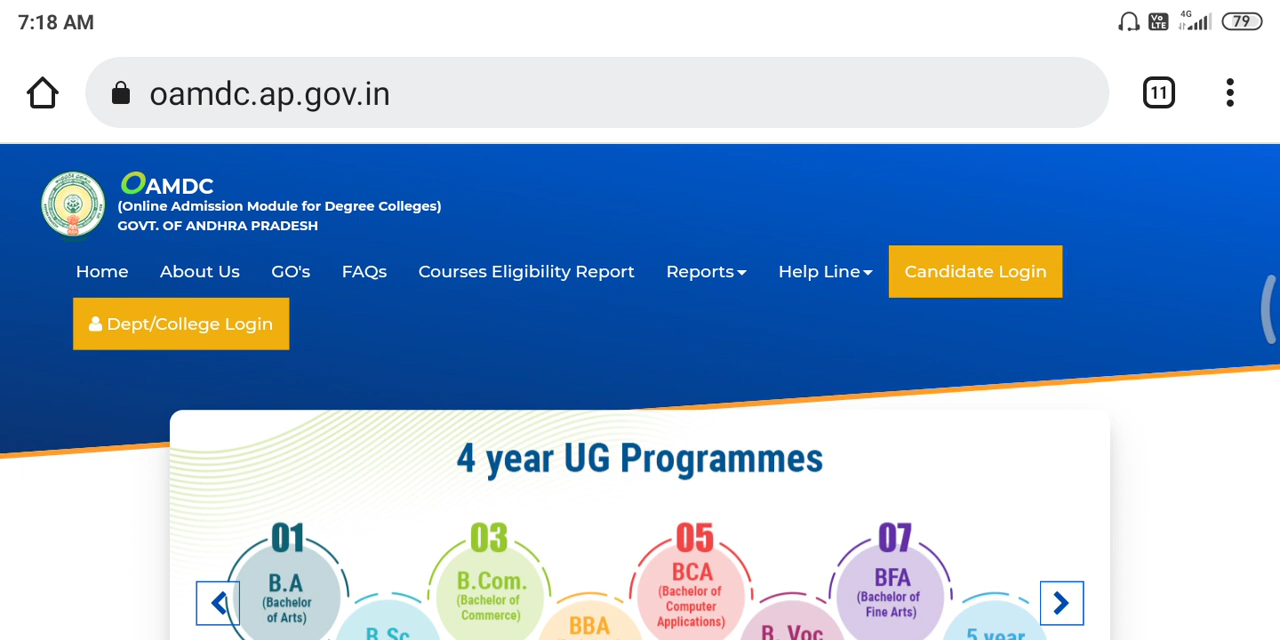 7:18 AM
Vo LTE
4G
79
oamdc.ap.gov.in
11
OAMDC
(Online Admission Module for Degree Colleges)
GOVT. OF ANDHRA PRADESH
Home About Us GO's FAQs Courses Eligibility Report Reports Help Line Candidate Login
Dept/College Login
4 year UG Programmes
01 03 05 07
B.A
(Bachelor
of Arts)
B.Com.
(Bachelor of
Commerce)
BCA
(Bachelor of
Computer
Applications)
BFA
(Bachelor of
Fine Arts)
B.Sc
BBA
B. Voc
5 year